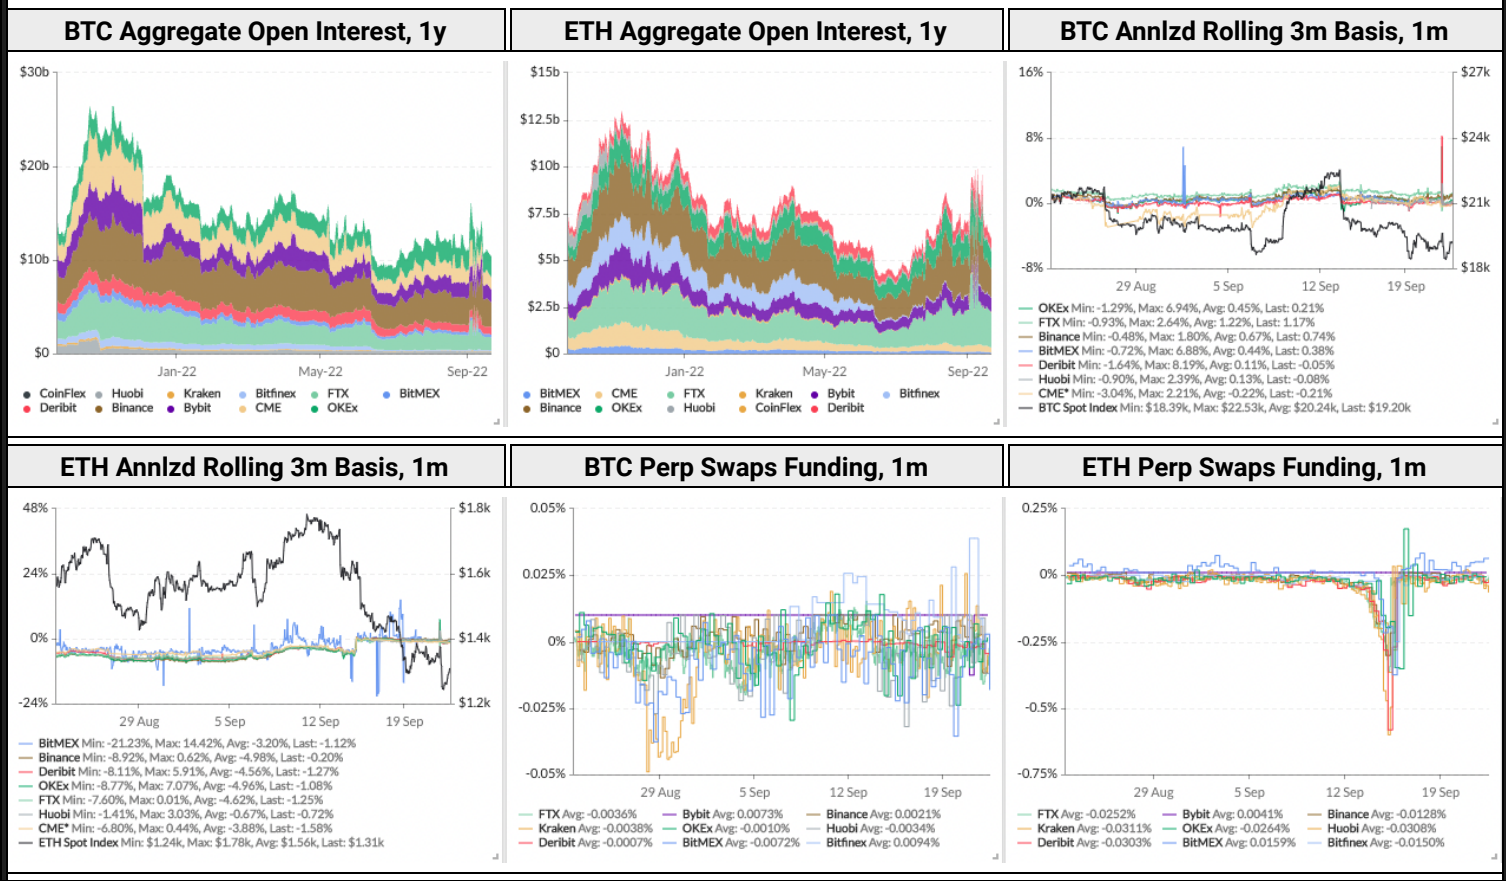 BTC Aggregate Open Interest, 1y
ETH Aggregate Open Interest, 1y
BTC Annlzd Rolling 3m Basis, 1m
$30b
$20b
$10b
$0
Jan-22 May-22 Sep-22
CoinFlex Huobi Kraken Bitfinex FTX BitMEX
Deribit Binance Bybit CME OKEx
$15b
$12.5b
$10b
$7.5b
$5b
$2.5b
$0
Jan-22 May-22 Sep-22
BitMEX CME FTX Kraken Bybit Bitfinex
Binance OKEx Huobi CoinFlex Deribit
16% $27k
8% $24k
0% $21k
-8% $18k
29 Aug 5 Sep 12 Sep 19 Sep
OKEx Min: -1.29%, Max: 6.94%, Avg: 0.45%, Last: 0.21%
FTX Min: -0.93%, Max: 2.64%, Avg: 1.22%, Last: 1.17%
Binance Min: -0.48%, Max: 1.80%, Avg: 0.67%, Last: 0.74%
BitMEX Min: -0.72%, Max: 6.88%, Avg: 0.44%, Last: 0.38%
Deribit Min: -1.64%, Max: 8.19%, Avg: 0.11%, Last: -0.05%
Huobi Min: -0.90%, Max: 2.39%, Avg: 0.13%, Last: -0.08%
CME* Min: -3.04%, Max: 2.21%, Avg: -0.22%, Last: -0.21%
BTC Spot Index Min: $18.39k, Max: $22.53k, Avg: $20.24k, Last: $19.20k
ETH Annlzd Rolling 3m Basis, 1m
BTC Perp Swaps Funding, 1m
ETH Perp Swaps Funding, 1m
48% $1.8k
24% $1.6k
0% $1.4k
-24% $1.2k
29 Aug 5 Sep 12 Sep 19 Sep
BitMEX Min: -21.23%, Max: 14.42%, Avg: -3.20%, Last: -1.12%
Binance Min: -8.92%, Max: 0.62%, Avg: -4.98%, Last: -0.20%
Deribit Min: -8.11%, Max: 5.91%, Avg: -4.56%, Last: -1.27%
OKEx Min: -8.77%, Max: 7.07%, Avg: -4.96%, Last: -1.08%
FTX Min: -7.60%, Max: 0.01%, Avg: -4.62%, Last: -1.25%
Huobi Min: -1.41%, Max: 3.03%, Avg: -0.67%, Last: -0.72%
CME* Min: -6.80%, Max: 0.44%, Avg: -3.88%, Last: -1.58%
ETH Spot Index Min: $1.24k, Max: $1.78k, Avg: $1.56k, Last: $1.31k
0.05%
0.025%
0%
-0.025%
-0.05%
29 Aug 5 Sep 12 Sep 19 Sep
FTX Avg: -0.0036% Bybit Avg: 0.0073% Binance Avg: 0.0021%
Kraken Avg: -0.0038% OKEx Avg: -0.0010% Huobi Avg: -0.0034%
Deribit Avg: -0.0007% BitMEX Avg: -0.0072% Bitfinex Avg: 0.0094%
0.25%
0%
-0.25%
-0.5%
-0.75%
29 Aug 5 Sep 12 Sep 19 Sep
FTX Avg: -0.0252% Bybit Avg: 0.0041% Binance Avg: -0.0128%
Kraken Avg: -0.0311% OKEx Avg: -0.0264% Huobi Avg: -0.0308%
Deribit Avg: -0.0303% BitMEX Avg: 0.0159% Bitfinex Avg: -0.0150%